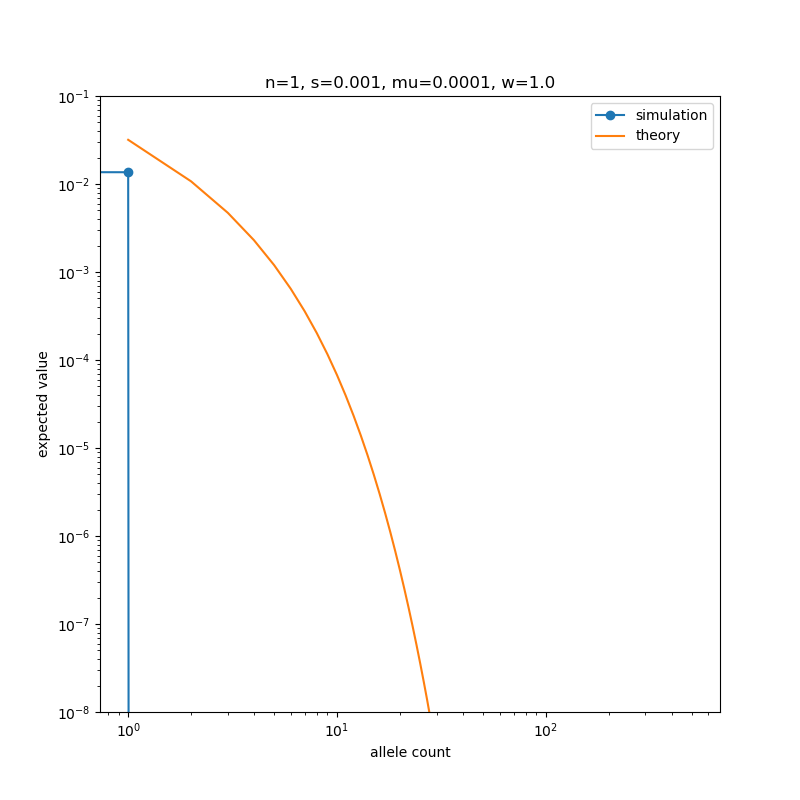 n=1, s=0.001, mu=0.0001, w=1.0
simulation
theory
expected value
10⁻¹
10⁻²
10⁻³
10⁻⁴
10⁻⁵
10⁻⁶
10⁻⁷
10⁻⁸
10⁰ 10¹ 10²
allele count